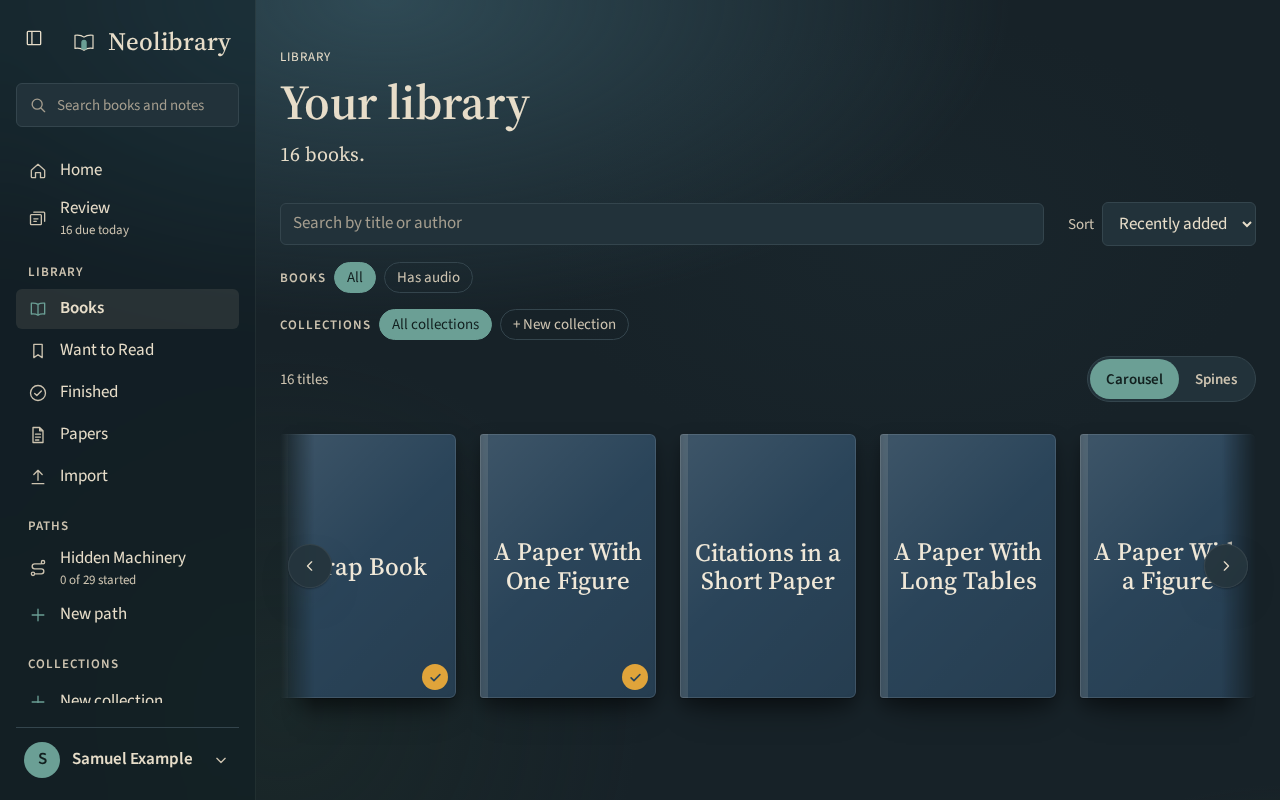 Neolibrary
Search books and notes
Home
Review
16 due today
LIBRARY
Books
Want to Read
Finished
Papers
Import
PATHS
Hidden Machinery
0 of 29 started
New path
COLLECTIONS
New collection
S
Samuel Example
LIBRARY
Your library
16 books.
Search by title or author
Sort
Recently added
BOOKS
All
Has audio
COLLECTIONS
All collections
+ New collection
16 titles
Carousel
Spines
Book
A Paper With
One Figure
Citations in a
Short Paper
A Paper With
Long Tables
A Paper
a Figure